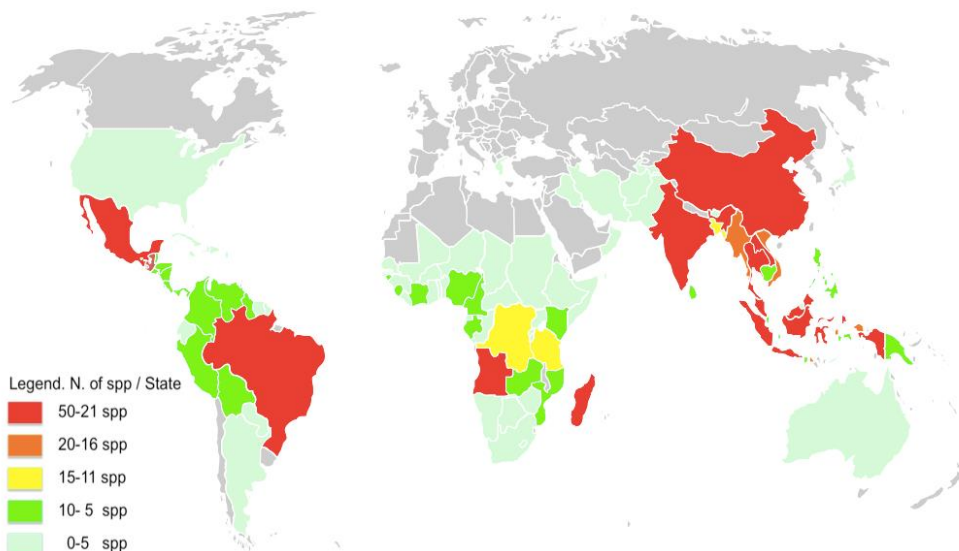 Legend. N. of spp / State
50-21 spp
20-16 spp
15-11 spp
10- 5 spp
0-5 spp